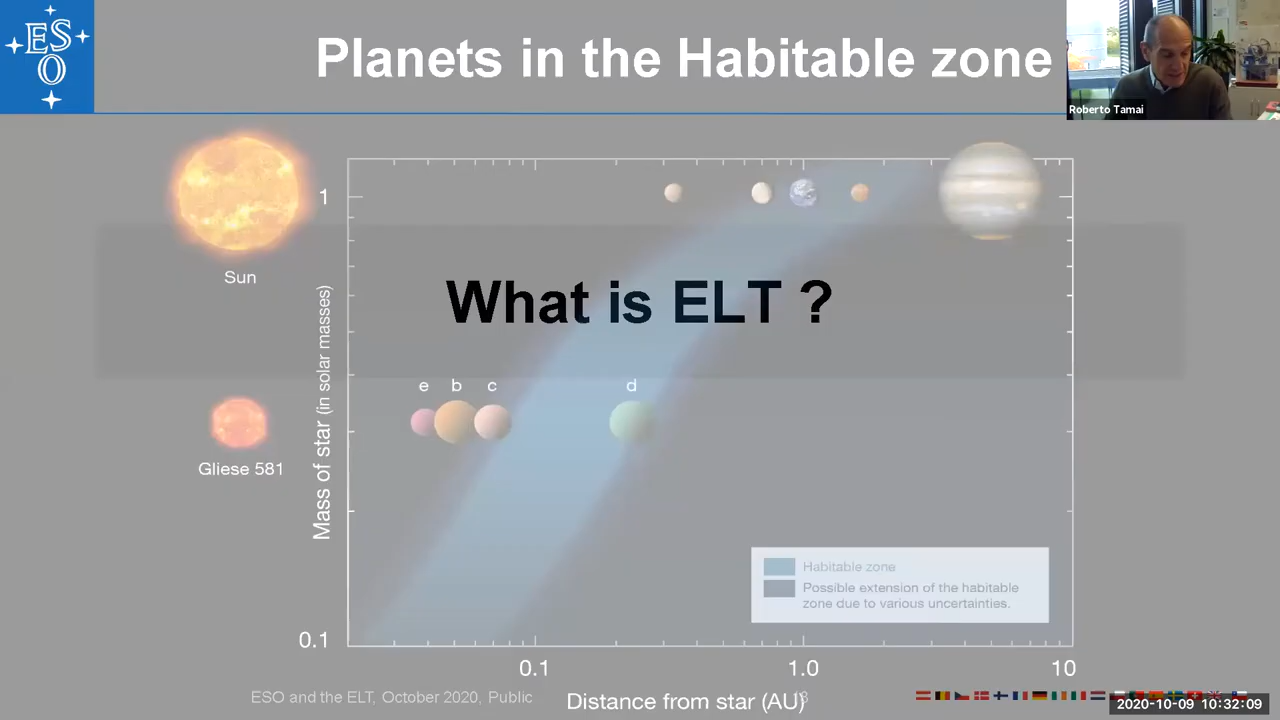 ESO
Planets in the Habitable zone
Roberto Tamai
1
Sun
What is ELT ?
Mass of star (in solar masses)
e b c d
Gliese 581
Habitable zone
Possible extension of the habitable
zone due to various uncertainties.
0.1
0.1 1.0 10
ESO and the ELT, October 2020, Public
Distance from star (AU)
18
2020-10-09 10:32:09